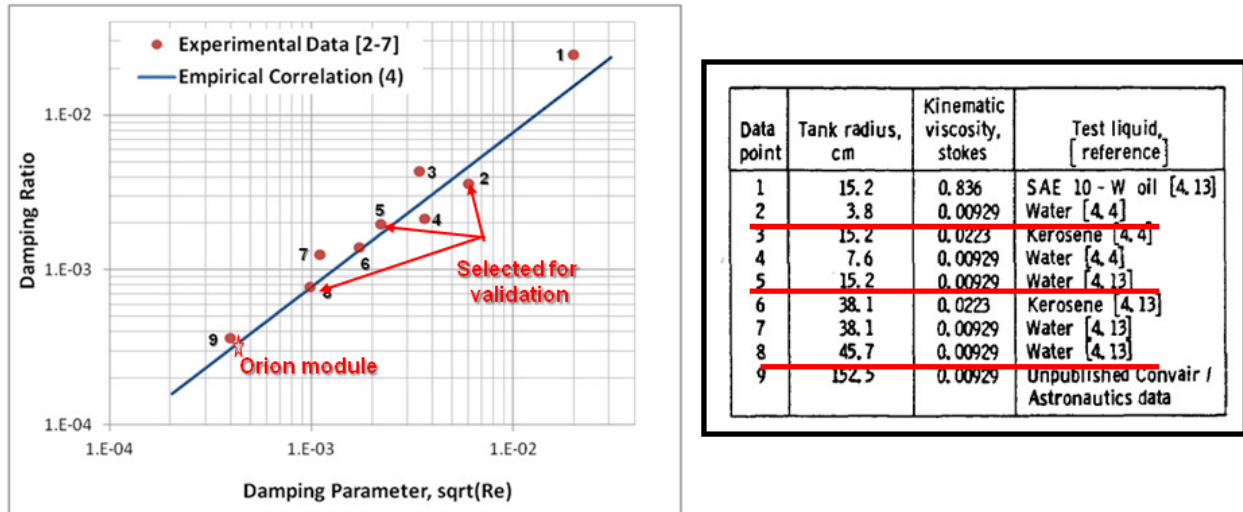 Experimental Data [2-7]
Empirical Correlation (4)
1.E-02
1.E-03
1.E-04
Damping Ratio
1
2
3
4
5
6
7
8
9
Selected for
validation
Orion module
1.E-04 1.E-03 1.E-02
Damping Parameter, sqrt(Re)
Data point Tank radius, cm Kinematic viscosity, stokes Test liquid, [reference]
1 15.2 0.836 SAE 10-W oil [4.13]
2 3.8 0.00929 Water [4.4]
3 15.2 0.0223 Kerosene [4.4]
4 7.6 0.00929 Water [4.4]
5 15.2 0.00929 Water [4.13]
6 38.1 0.0223 Kerosene [4.13]
7 38.1 0.00929 Water [4.13]
8 45.7 0.00929 Water [4.13]
9 152.5 0.00929 Unpublished Convair /
Astronautics data